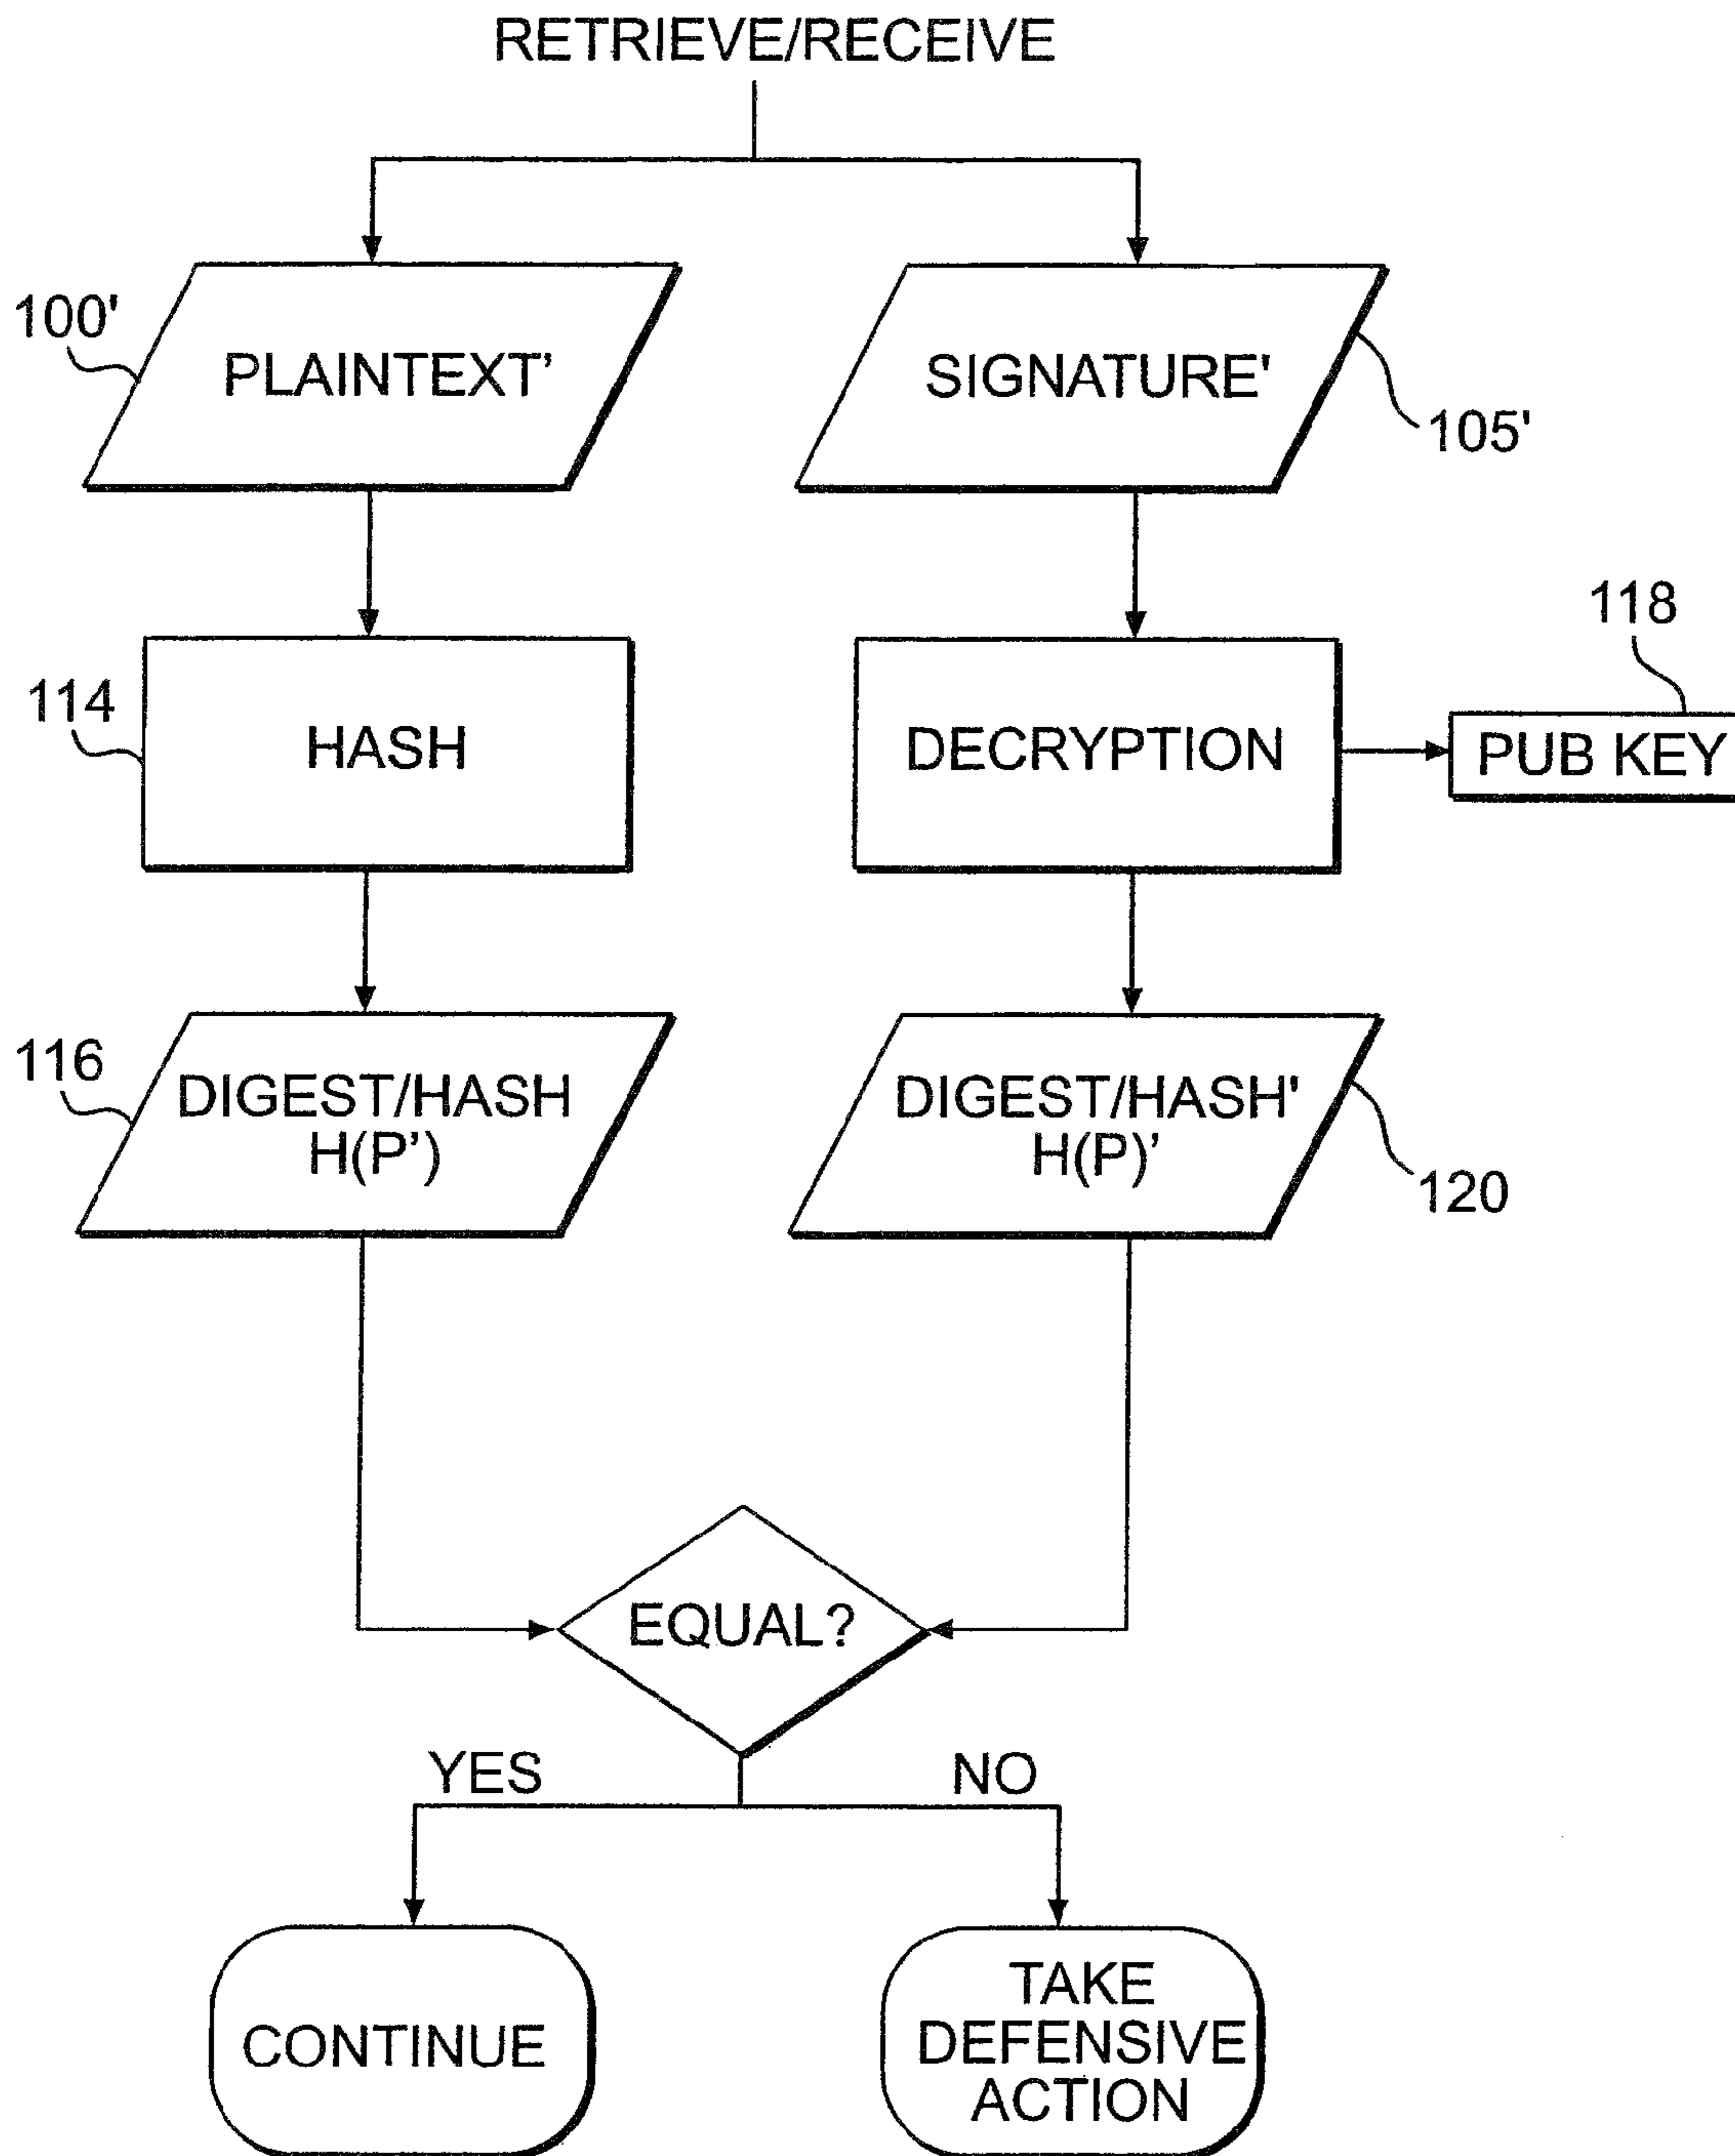 RETRIEVE/RECEIVE
100'
PLAINTEXT’
SIGNATURE'
105'
114
HASH
DECRYPTION
118
PUB KEY
116
DIGEST/HASH
H(P’)
DIGEST/HASH'
H(P)’
120
EQUAL?
YES
NO
CONTINUE
TAKE
DEFENSIVE
ACTION